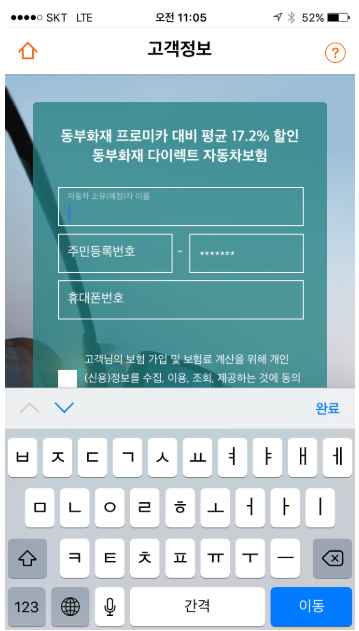 SKT LTE 오전 11:05 52%
고객정보
?
동부화재 프로미카 대비 평균 17.2% 할인
동부화재 다이렉트 자동차보험
자동차 소유(예정)자 이름
주민등록번호 - *******
휴대폰번호
고객님의 보험 가입 및 보험료 계산을 위해 개인
(신용)정보를 수집, 이용, 조회, 제공하는 것에 동의
완료
ㅂ ㅈ ㄷ ㄱ ㅅ ㅛ ㅕ ㅑ ㅐ ㅔ
ㅁ ㄴ ㅇ ㄹ ㅎ ㅗ ㅓ ㅏ ㅣ
ㅋ ㅌ ㅊ ㅍ ㅠ ㅜ ㅡ
123 간격 이동